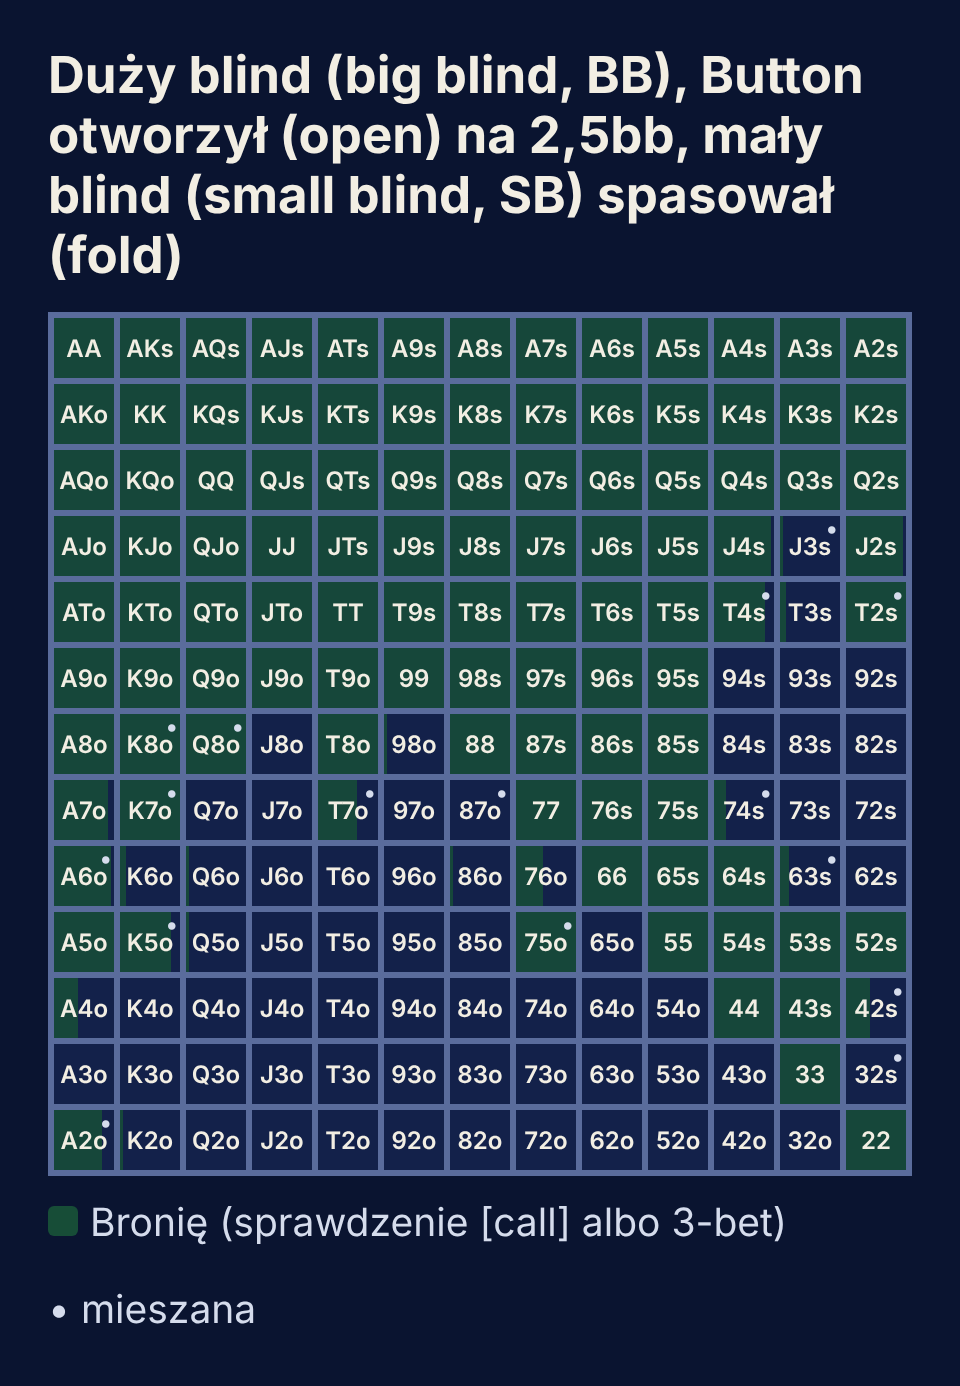 Duży blind (big blind, BB), Button
otworzył (open) na 2,5bb, mały
blind (small blind, SB) spasował
(fold)
AA AKs AQs AJs ATs A9s A8s A7s A6s A5s A4s A3s A2s
AKo KK KQs KJs KTs K9s K8s K7s K6s K5s K4s K3s K2s
AQo KQo QQ QJs QTs Q9s Q8s Q7s Q6s Q5s Q4s Q3s Q2s
AJo KJo QJo JJ JTs J9s J8s J7s J6s J5s J4s J3s J2s
ATo KTo QTo JTo TT T9s T8s T7s T6s T5s T4s T3s T2s
A9o K9o Q9o J9o T9o 99 98s 97s 96s 95s 94s 93s 92s
A8o K8o Q8o J8o T8o 98o 88 87s 86s 85s 84s 83s 82s
A7o K7o Q7o J7o T7o 97o 87o 77 76s 75s 74s 73s 72s
A6o K6o Q6o J6o T6o 96o 86o 76o 66 65s 64s 63s 62s
A5o K5o Q5o J5o T5o 95o 85o 75o 65o 55 54s 53s 52s
A4o K4o Q4o J4o T4o 94o 84o 74o 64o 54o 44 43s 42s
A3o K3o Q3o J3o T3o 93o 83o 73o 63o 53o 43o 33 32s
A2o K2o Q2o J2o T2o 92o 82o 72o 62o 52o 42o 32o 22
Bronię (sprawdzenie [call] albo 3-bet)
• mieszana